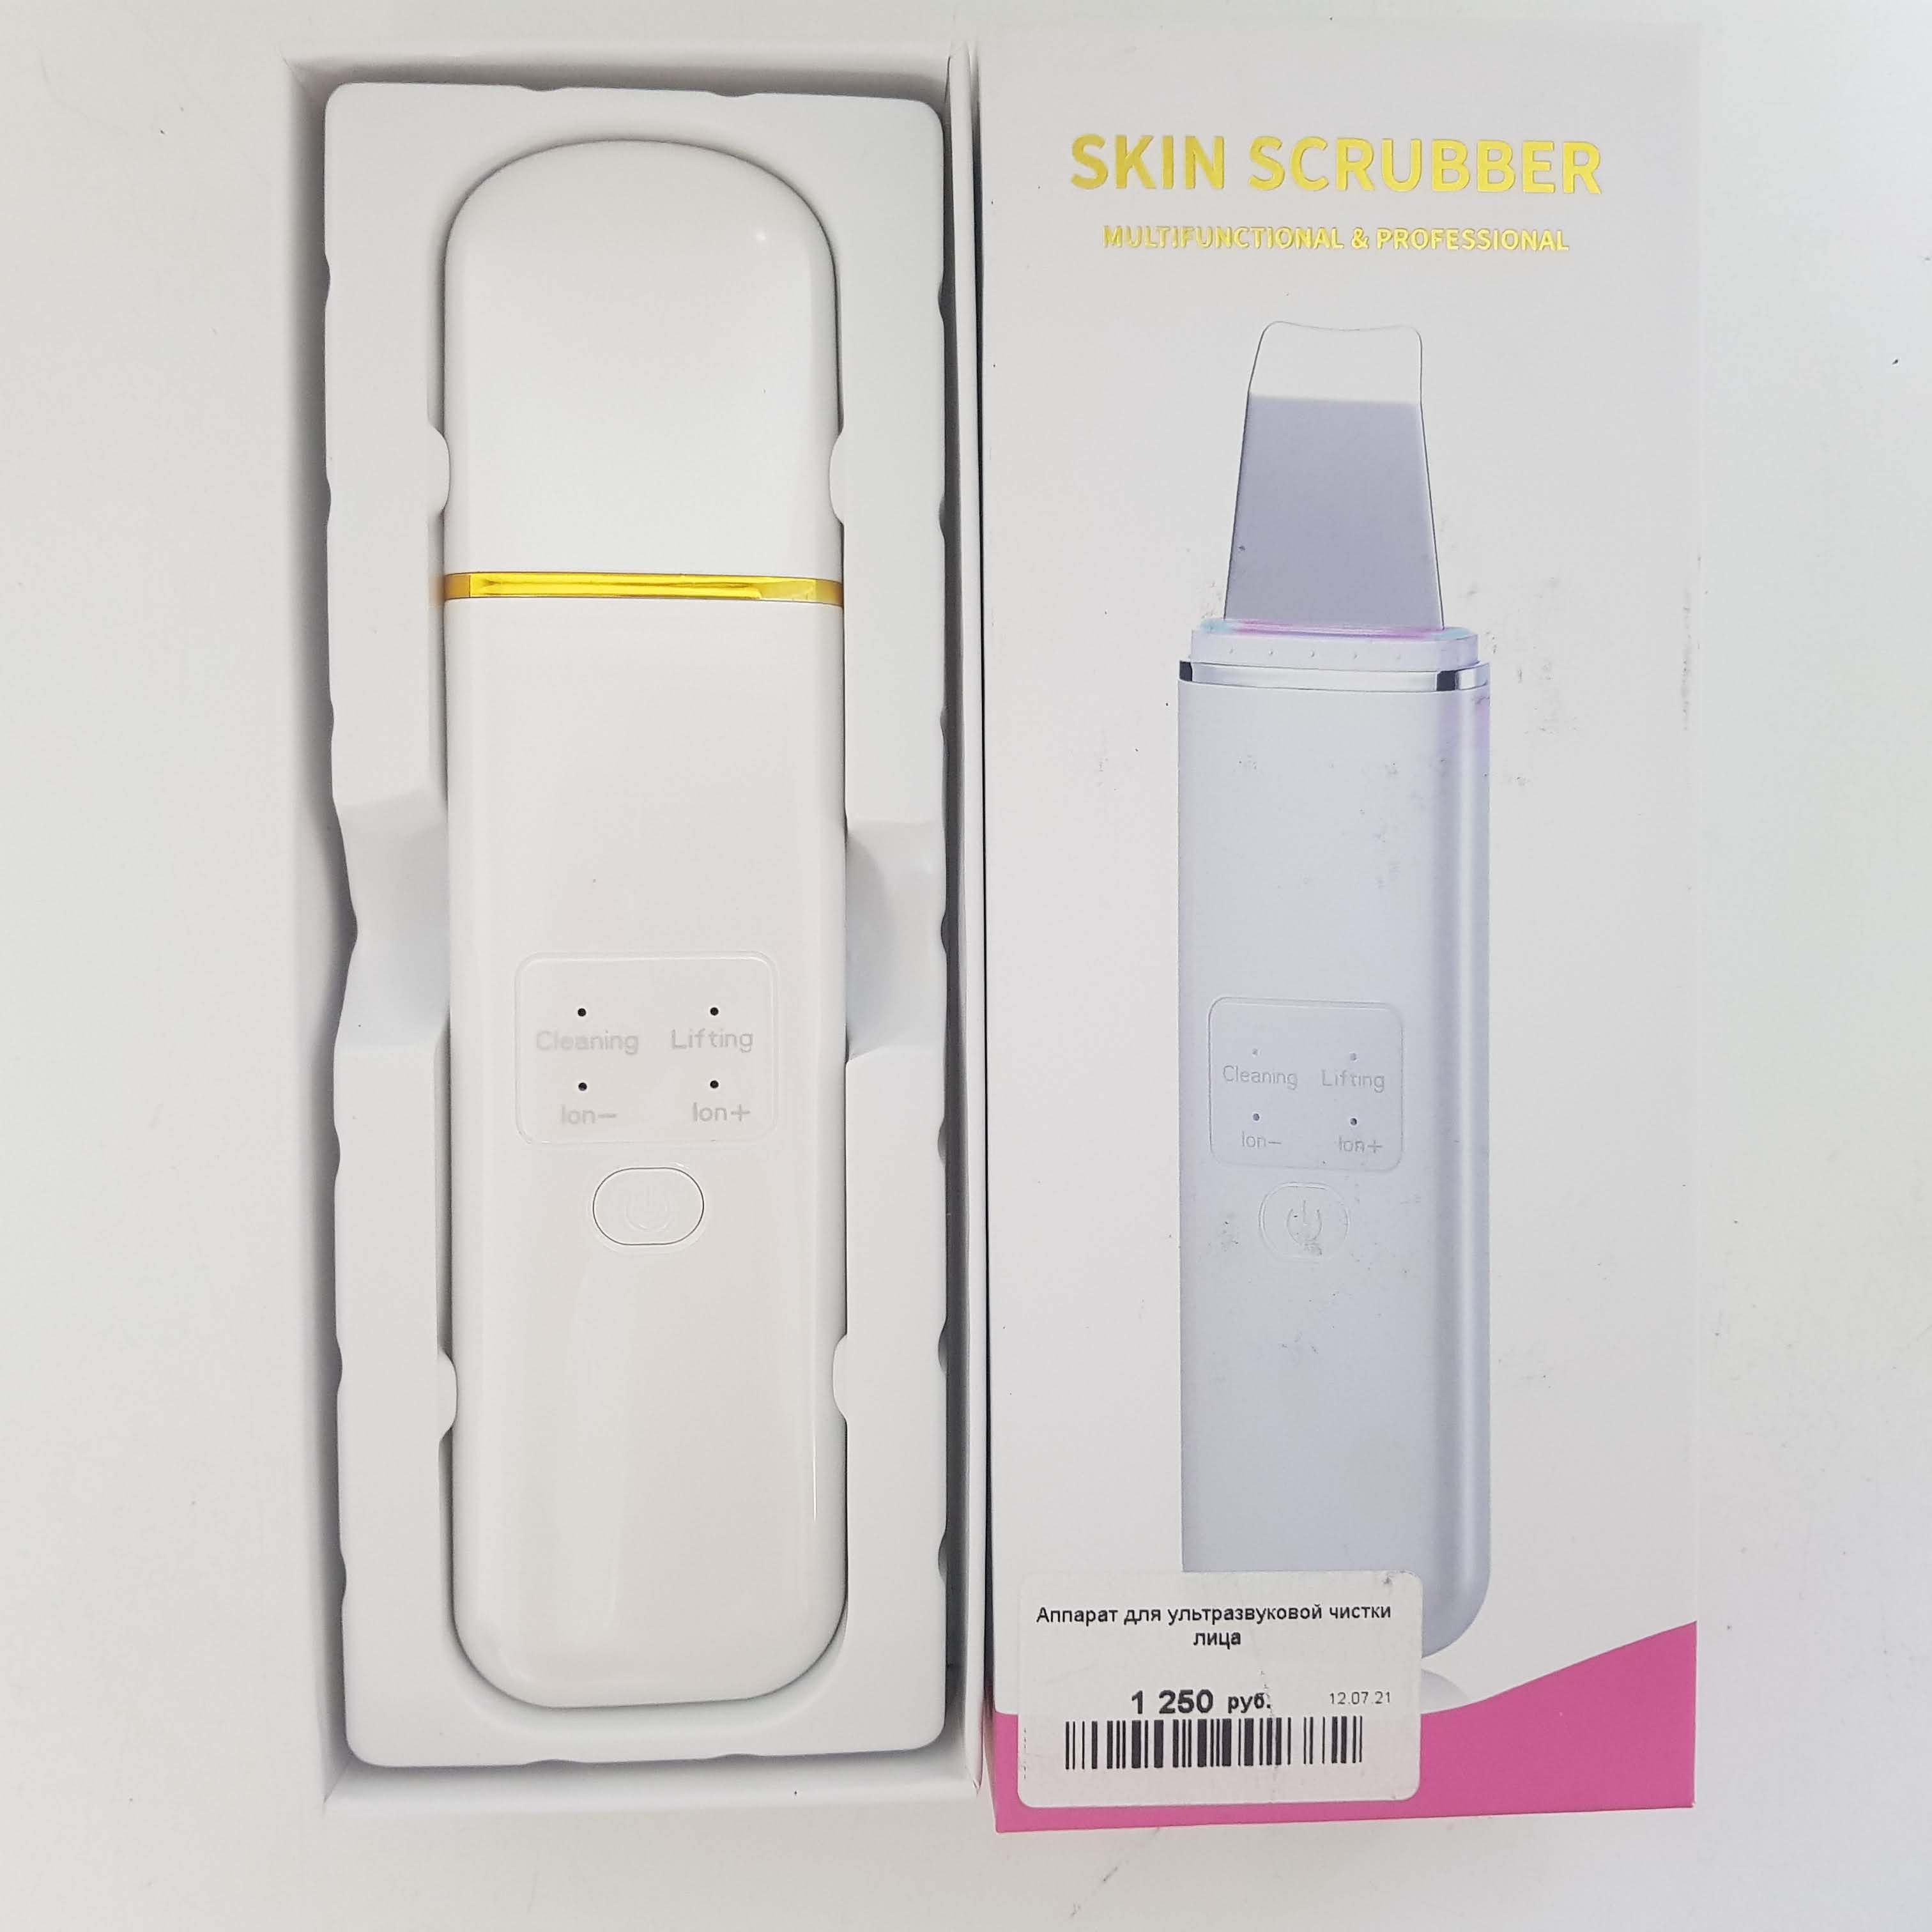 Cleaning Lifting
Ion− Ion+
SKIN SCRUBBER
MULTIFUNCTIONAL & PROFESSIONAL
Cleaning Lifting
Ion− Ion+
Аппарат для ультразвуковой чистки
лица
1 250 руб. 12.07.21